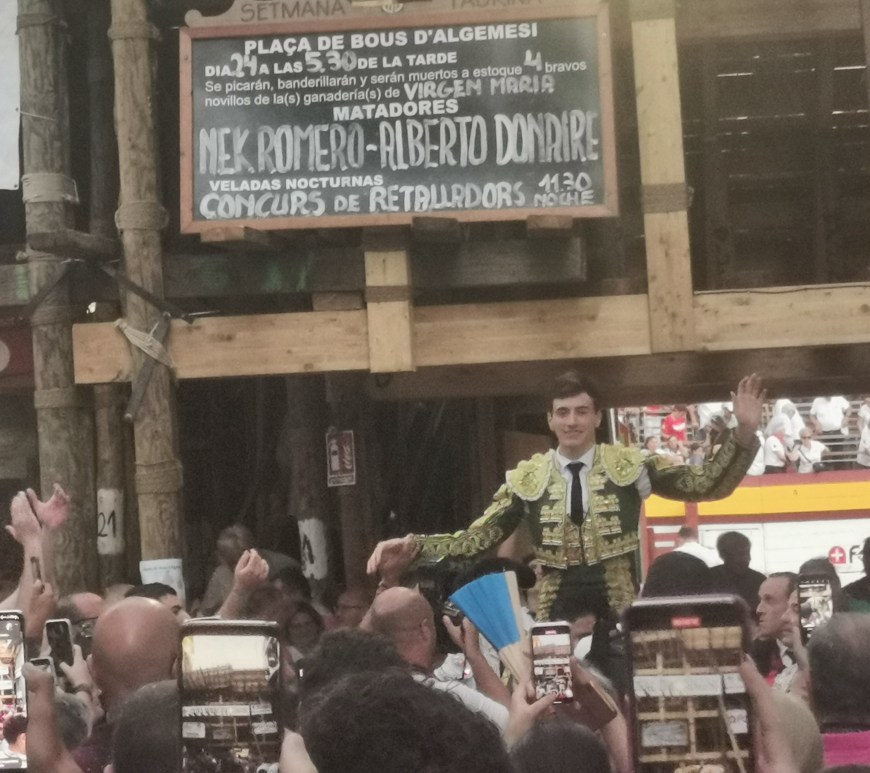 SETMANA TAURINA
PLAÇA DE BOUS D'ALGEMESI
DIA 24 A LAS 5.30 DE LA TARDE
Se picarán, banderillarán y serán muertos a estoque 4 bravos
novillos de la(s) ganadería(s) de VIRGEM MARIA
MATADORES
NEK ROMERO - ALBERTO DONAIRE
VELADAS NOCTURNAS
CONCURS DE RETALLADORS 11.30 NOCHE
21